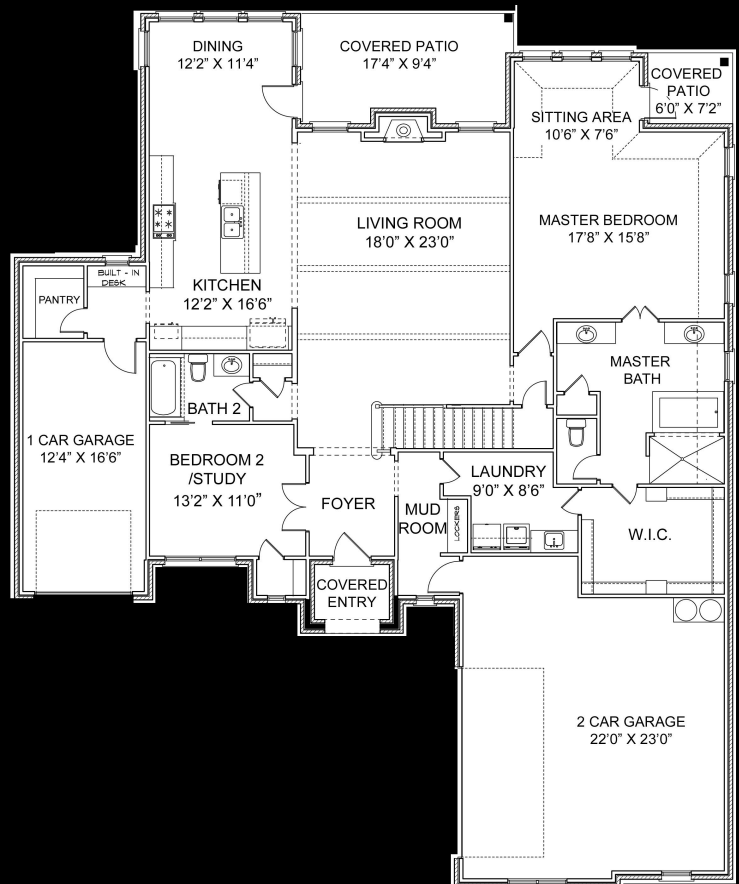 DINING
12'2" X 11'4"
COVERED PATIO
17'4" X 9'4"
COVERED
PATIO
6'0" X 7'2"
SITTING AREA
10'6" X 7'6"
LIVING ROOM
18'0" X 23'0"
MASTER BEDROOM
17'8" X 15'8"
KITCHEN
12'2" X 16'6"
BUILT - IN
DESK
PANTRY
MASTER
BATH
BATH 2
1 CAR GARAGE
12'4" X 16'6"
BEDROOM 2
/STUDY
13'2" X 11'0"
FOYER
MUD
ROOM
LOCKERS
LAUNDRY
9'0" X 8'6"
W.I.C.
COVERED
ENTRY
2 CAR GARAGE
22'0" X 23'0"